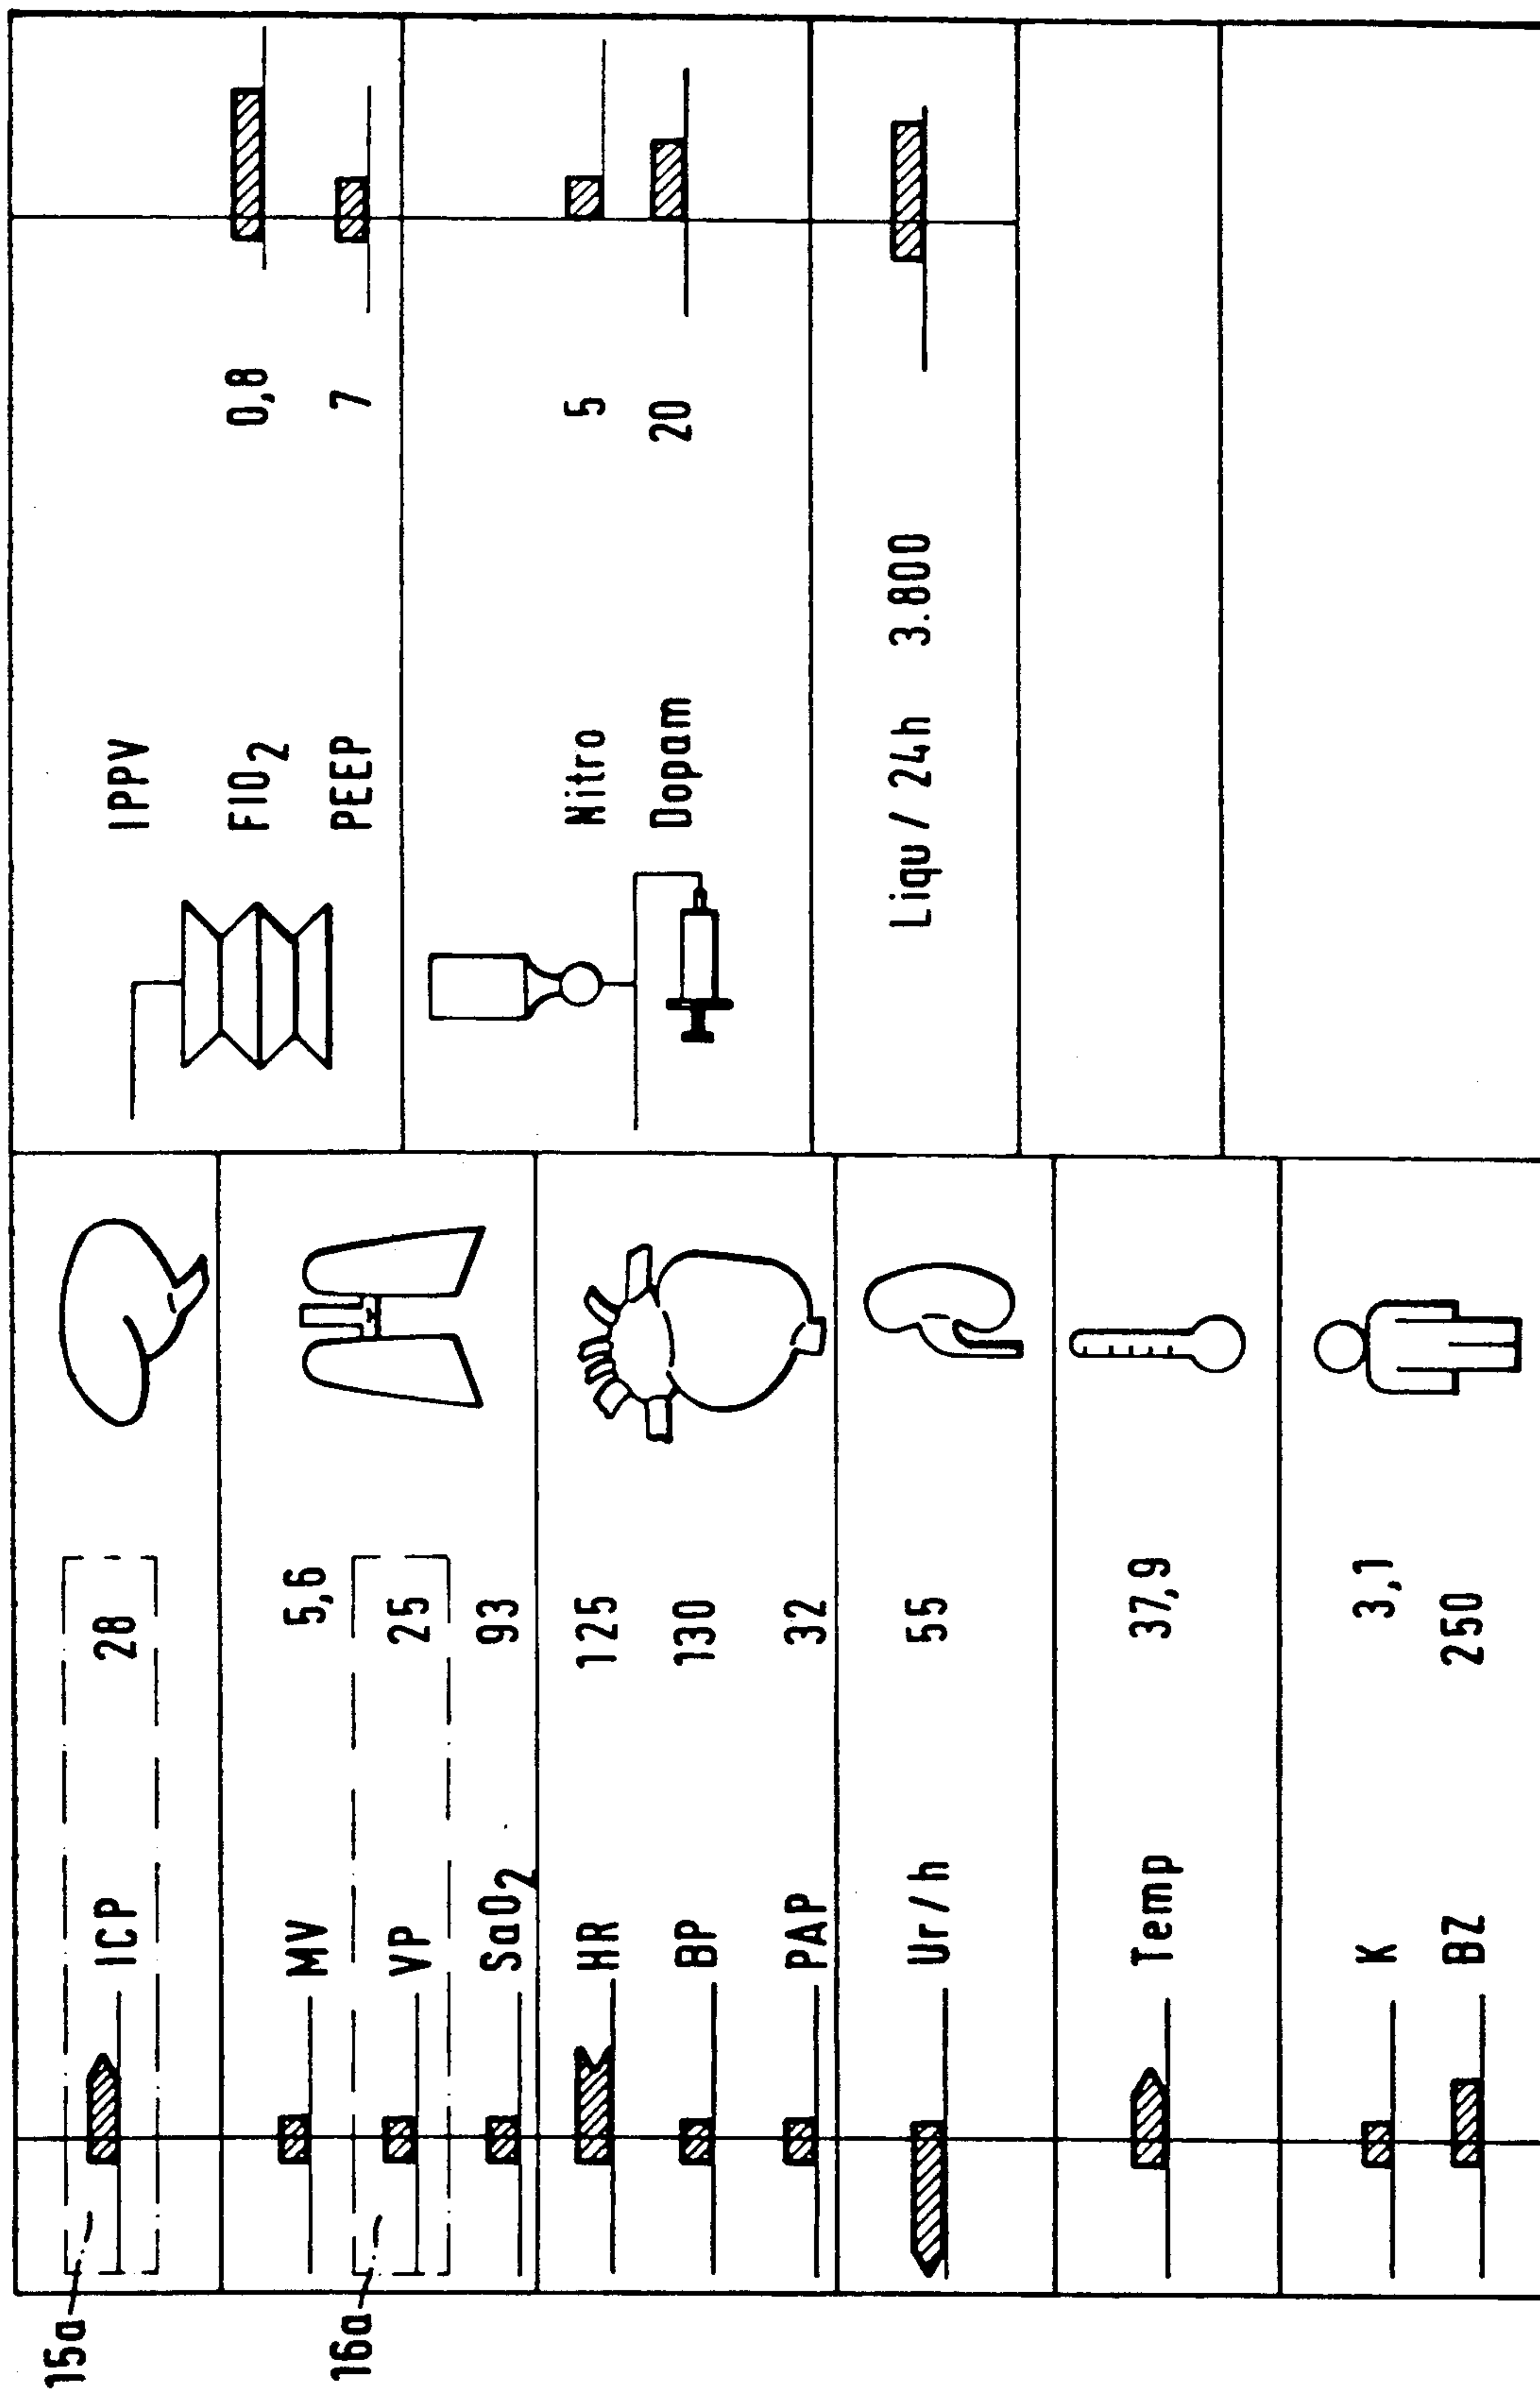 15a
ICP 28
MV 5,6
16a
VP 25
SaO2 93
HR 125
BP 130
PAP 32
Ur/h 55
Temp 37,9
K 3,1
BZ 250
IPPV
FIO2 0,8
PEEP 7
Nitro 5
Dopam 20
Liqu / 24h 3.800